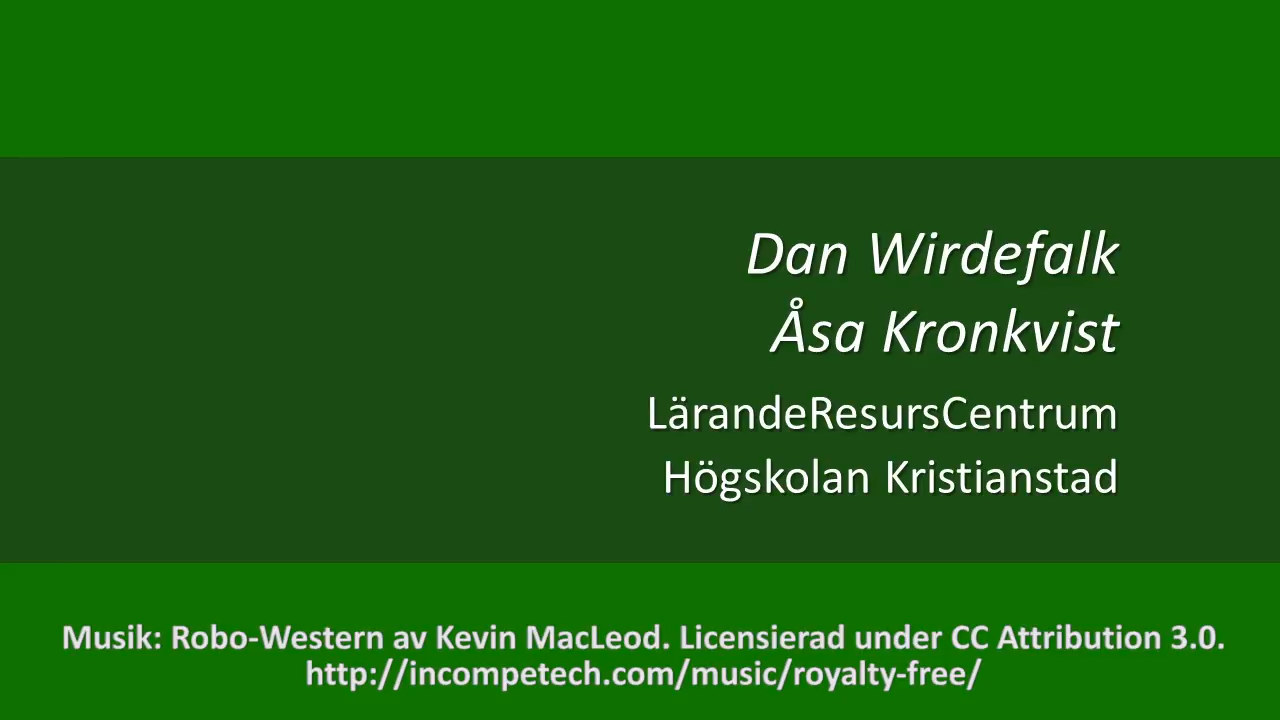 Dan Wirdefalk
Åsa Kronkvist
LärandeResursCentrum
Högskolan Kristianstad
Musik: Robo-Western av Kevin MacLeod. Licensierad under CC Attribution 3.0.
http://incompetech.com/music/royalty-free/